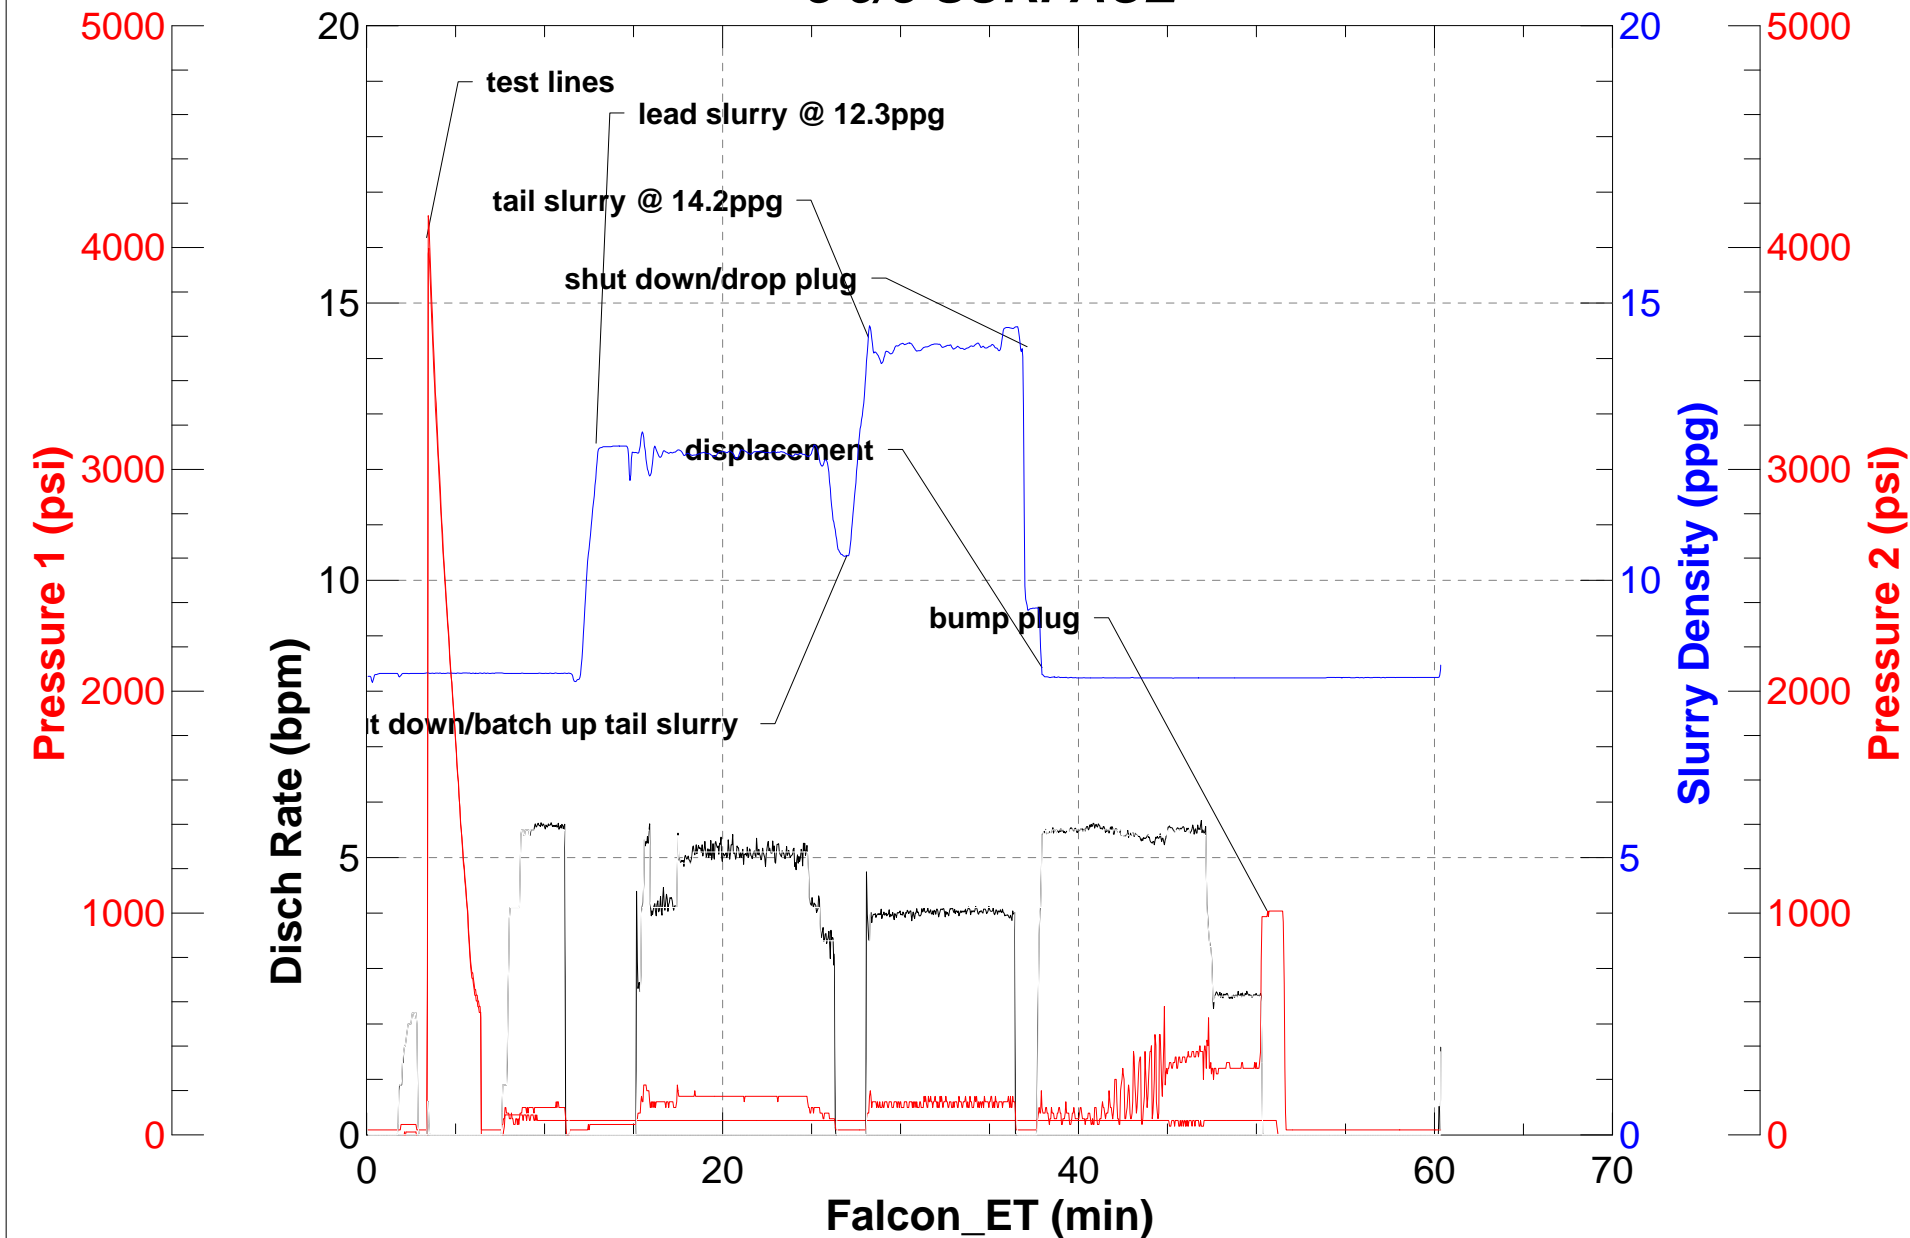 SURFACE
5000
4000
3000
2000
1000
0
Pressure 1 (psi)
20
15
10
5
0
Disch Rate (bpm)
test lines
lead slurry @ 12.3ppg
tail slurry @ 14.2ppg
shut down/drop plug
displacement
bump plug
down/batch up tail slurry
0
20
40
60
70
Falcon_ET (min)
20
15
10
5
0
Slurry Density (ppg)
5000
4000
3000
2000
1000
0
Pressure 2 (psi)